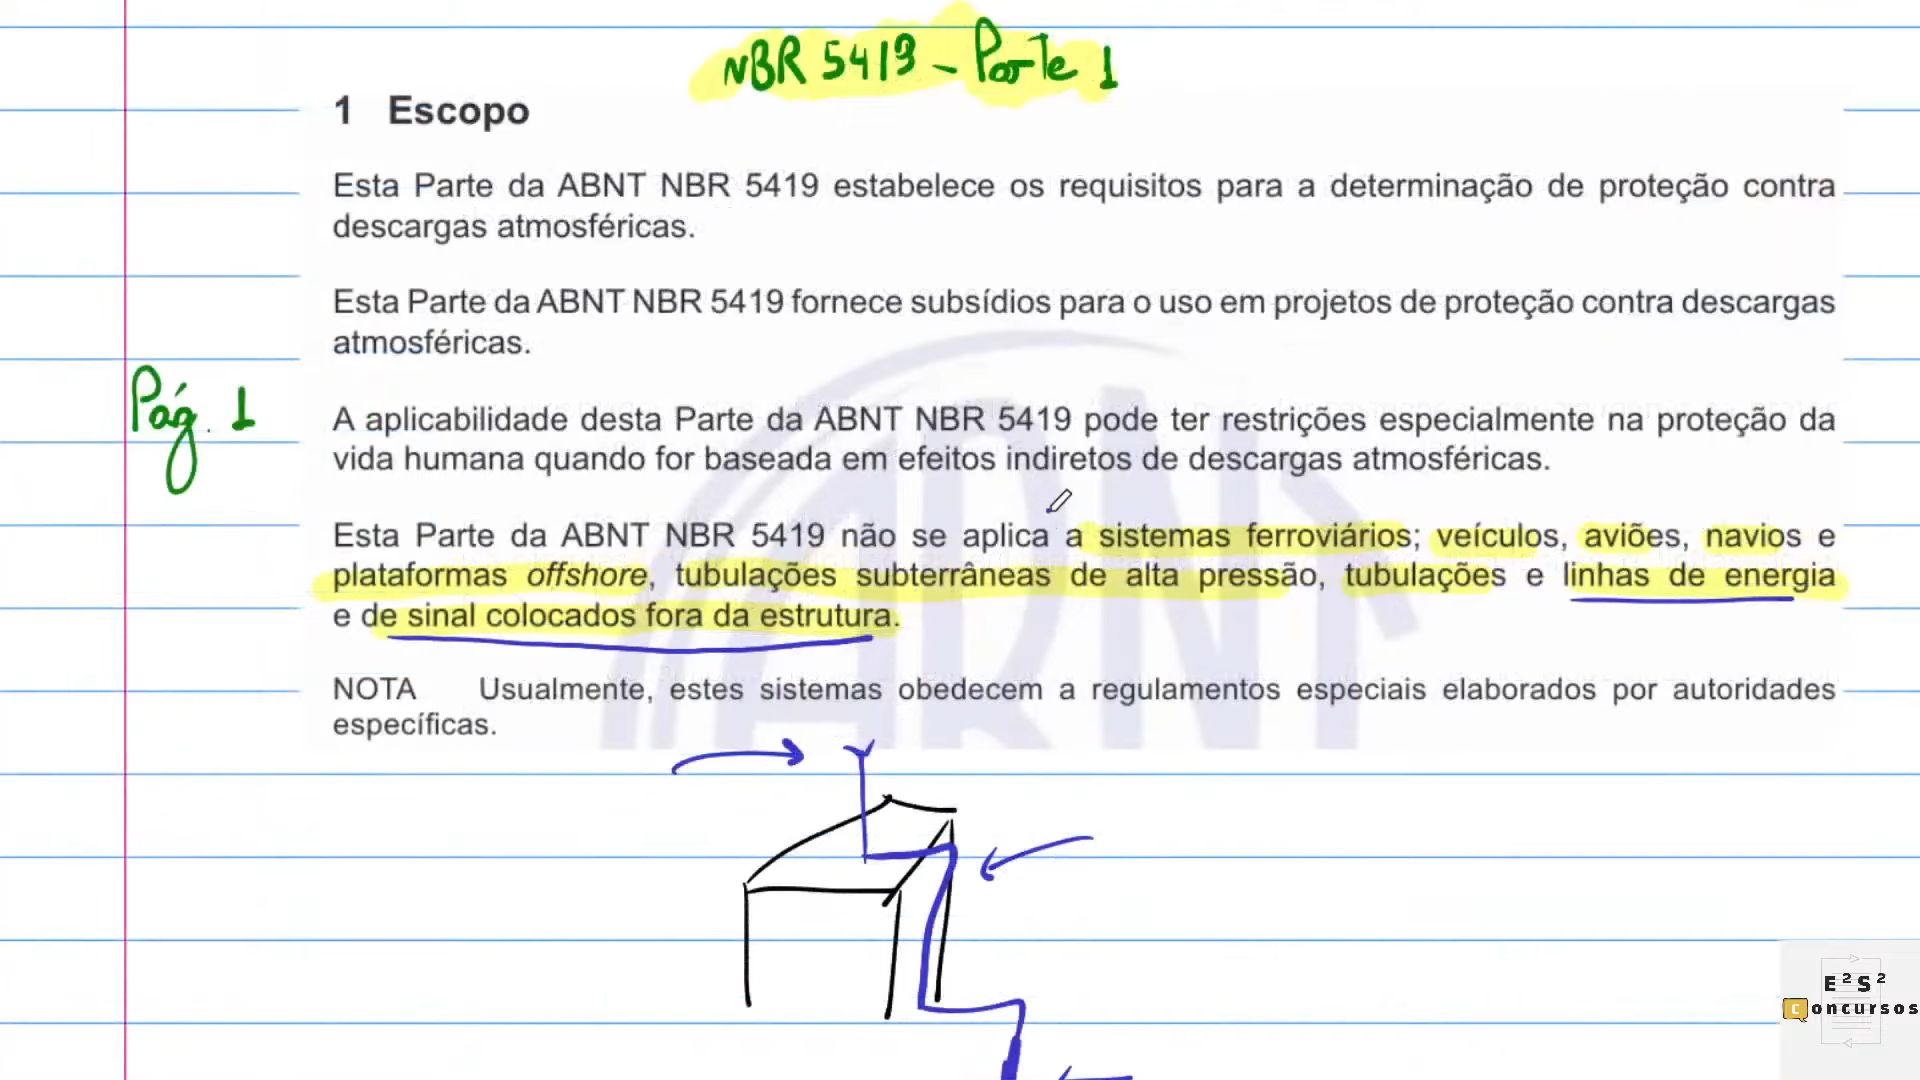 NBR 5419 - Parte 1
1 Escopo
Esta Parte da ABNT NBR 5419 estabelece os requisitos para a determinação de proteção contra
descargas atmosféricas.
Esta Parte da ABNT NBR 5419 fornece subsídios para o uso em projetos de proteção contra descargas
atmosféricas.
Pág. 1
A aplicabilidade desta Parte da ABNT NBR 5419 pode ter restrições especialmente na proteção da
vida humana quando for baseada em efeitos indiretos de descargas atmosféricas.
Esta Parte da ABNT NBR 5419 não se aplica a sistemas ferroviários; veículos, aviões, navios e
plataformas offshore, tubulações subterrâneas de alta pressão, tubulações e linhas de energia
e de sinal colocados fora da estrutura.
NOTA Usualmente, estes sistemas obedecem a regulamentos especiais elaborados por autoridades
específicas.
ABNT
E²S²
Concursos